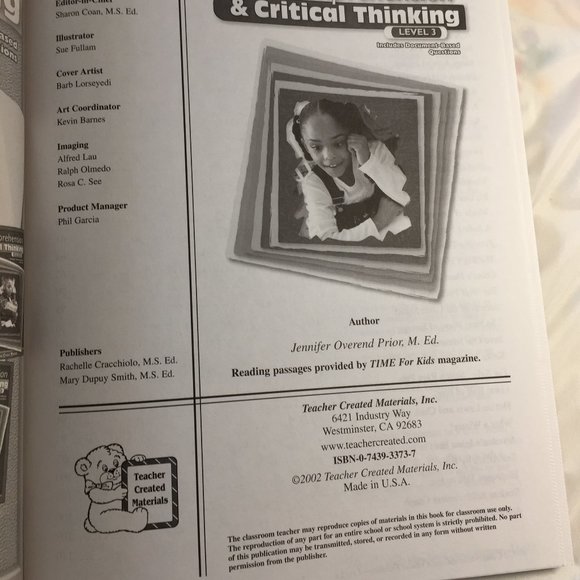 Editor-in-Chief
Sharon Coan, M.S. Ed.
Illustrator
Sue Fullam
Cover Artist
Barb Lorseyedi
Art Coordinator
Kevin Barnes
Imaging
Alfred Lau
Ralph Olmedo
Rosa C. See
Product Manager
Phil Garcia
Publishers
Rachelle Cracchiolo, M.S. Ed.
Mary Dupuy Smith, M.S. Ed.
& Critical Thinking
LEVEL 3
Includes Document-Based
Questions
Author
Jennifer Overend Prior, M. Ed.
Reading passages provided by TIME For Kids magazine.
Teacher Created Materials, Inc.
6421 Industry Way
Westminster, CA 92683
www.teachercreated.com
ISBN-0-7439-3373-7
©2002 Teacher Created Materials, Inc.
Made in U.S.A.
Teacher
Created
Materials
The classroom teacher may reproduce copies of materials in this book for classroom use only.
The reproduction of any part for an entire school or school system is strictly prohibited. No part
of this publication may be transmitted, stored, or recorded in any form without written
permission from the publisher.